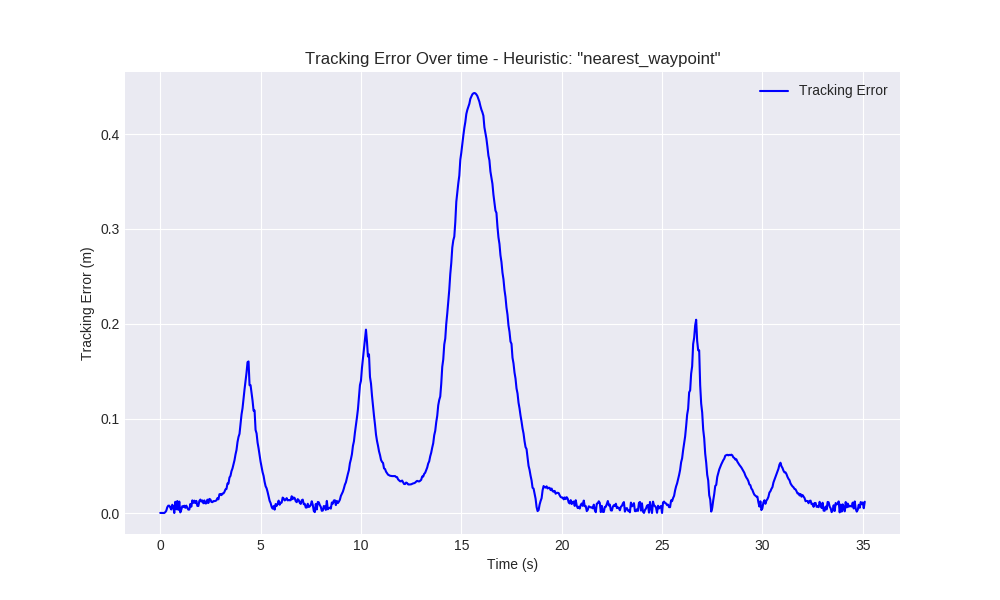 Tracking Error Over time - Heuristic: "nearest_waypoint"
Tracking Error
Tracking Error (m)
0.4
0.3
0.2
0.1
0.0
0 5 10 15 20 25 30 35
Time (s)